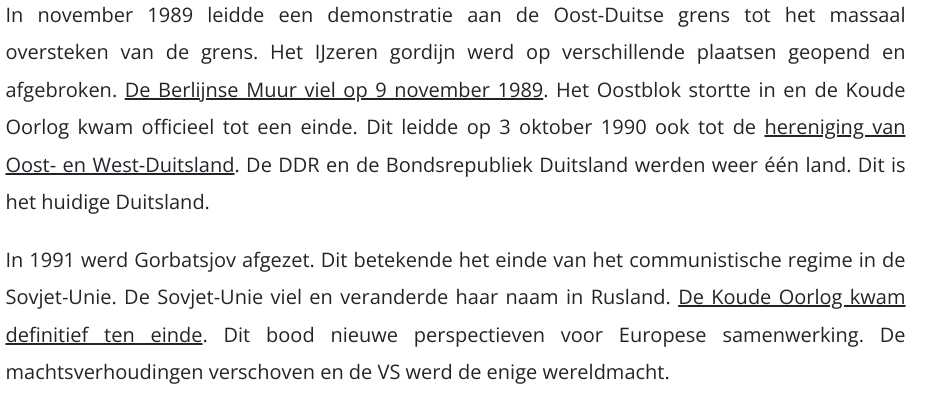 In november 1989 leidde een demonstratie aan de Oost-Duitse grens tot het massaal
oversteken van de grens. Het IJzeren gordijn werd op verschillende plaatsen geopend en
afgebroken. De Berlijnse Muur viel op 9 november 1989. Het Oostblok stortte in en de Koude
Oorlog kwam officieel tot een einde. Dit leidde op 3 oktober 1990 ook tot de hereniging van
Oost- en West-Duitsland. De DDR en de Bondsrepubliek Duitsland werden weer één land. Dit is
het huidige Duitsland.
In 1991 werd Gorbatsjov afgezet. Dit betekende het einde van het communistische regime in de
Sovjet-Unie. De Sovjet-Unie viel en veranderde haar naam in Rusland. De Koude Oorlog kwam
definitief ten einde. Dit bood nieuwe perspectieven voor Europese samenwerking. De
machtsverhoudingen verschoven en de VS werd de enige wereldmacht.